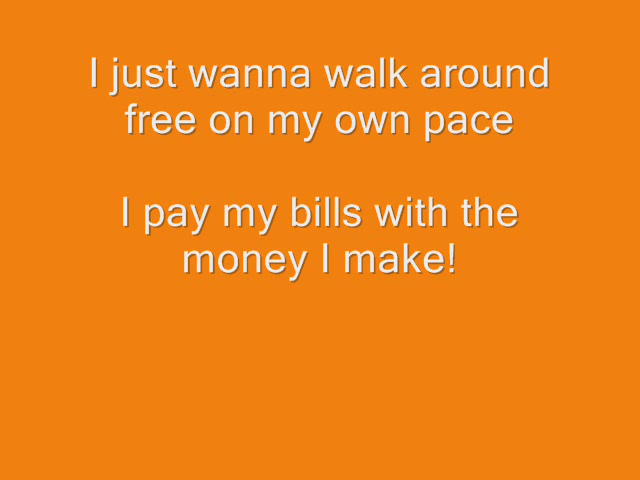 I just wanna walk around
free on my own pace
I pay my bills with the
money I make!